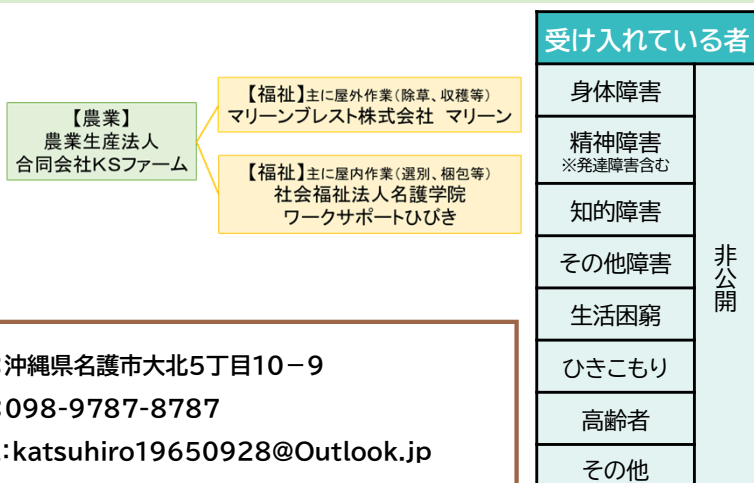 【農業】
農業生産法人
合同会社KSファーム
【福祉】主に屋外作業(除草、収穫等)
マリーンブレスト株式会社 マリーン
【福祉】主に屋内作業(選別、梱包等)
社会福祉法人名護学院
ワークサポートひびき
受け入れている者
身体障害
精神障害
※発達障害含む
知的障害
その他障害
生活困窮
ひきこもり
高齢者
その他
非公開
:沖縄県名護市大北5丁目10-9
:098-9787-8787
:katsuhiro19650928@Outlook.jp